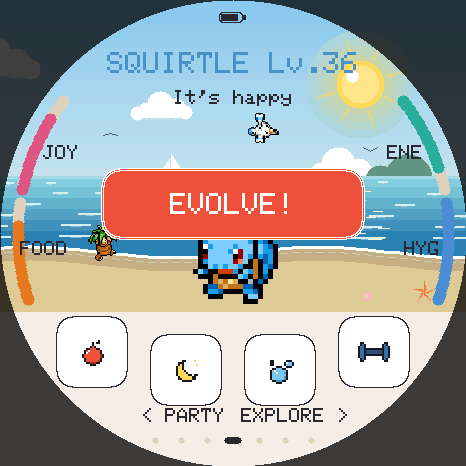 SQUIRTLE Lv.36
It's happy
JOY
ENE
EVOLVE!
FOOD
HYG
< PARTY EXPLORE >